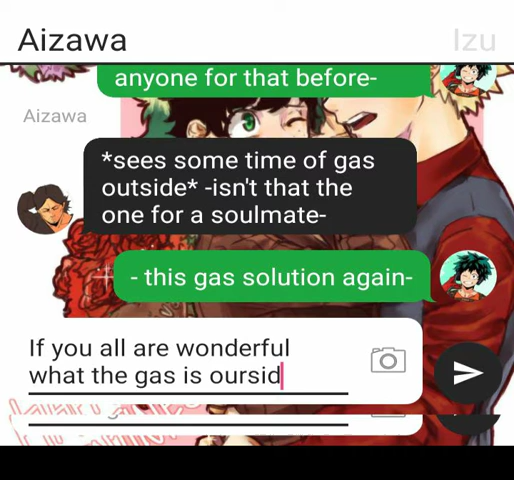 Aizawa
Izu
anyone for that before-
Aizawa
*sees some time of gas
outside* -isn't that the
one for a soulmate-
- this gas solution again-
If you all are wonderful
what the gas is oursid